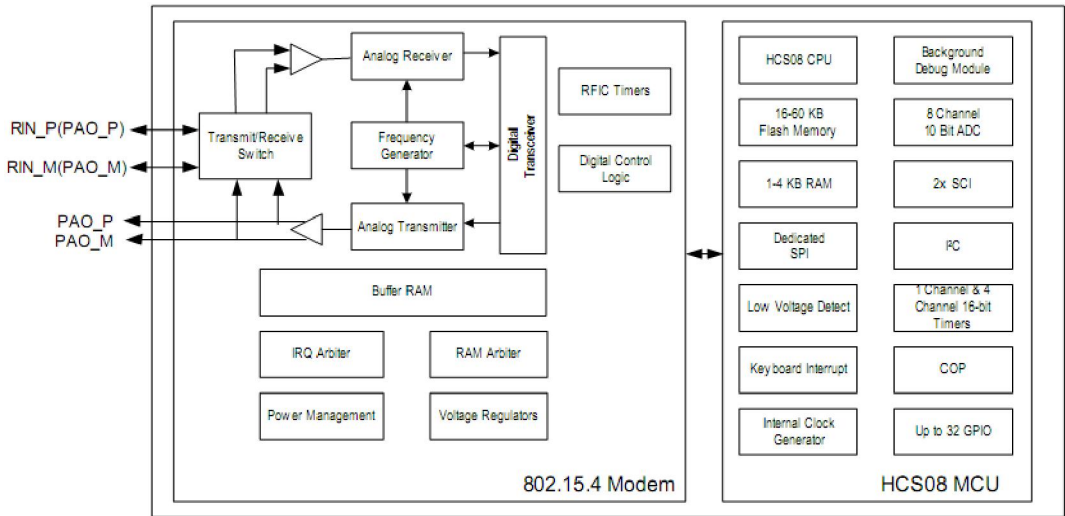 RIN_P(PAO_P)
RIN_M(PAO_M)
PAO_P
PAO_M
Transmit/Receive
Switch
Analog Receiver
Frequency
Generator
Analog Transmitter
Digital
Transceiver
RFIC Timers
Digital Control
Logic
Buffer RAM
IRQ Arbiter
RAM Arbiter
Power Management
Voltage Regulators
802.15.4 Modem
HCS08 CPU
Background
Debug Module
16-60 KB
Flash Memory
8 Channel
10 Bit ADC
1-4 KB RAM
2x SCI
Dedicated
SPI
I²C
Low Voltage Detect
1 Channel & 4
Channel 16-bit
Timers
Keyboard Interrupt
COP
Internal Clock
Generator
Up to 32 GPIO
HCS08 MCU